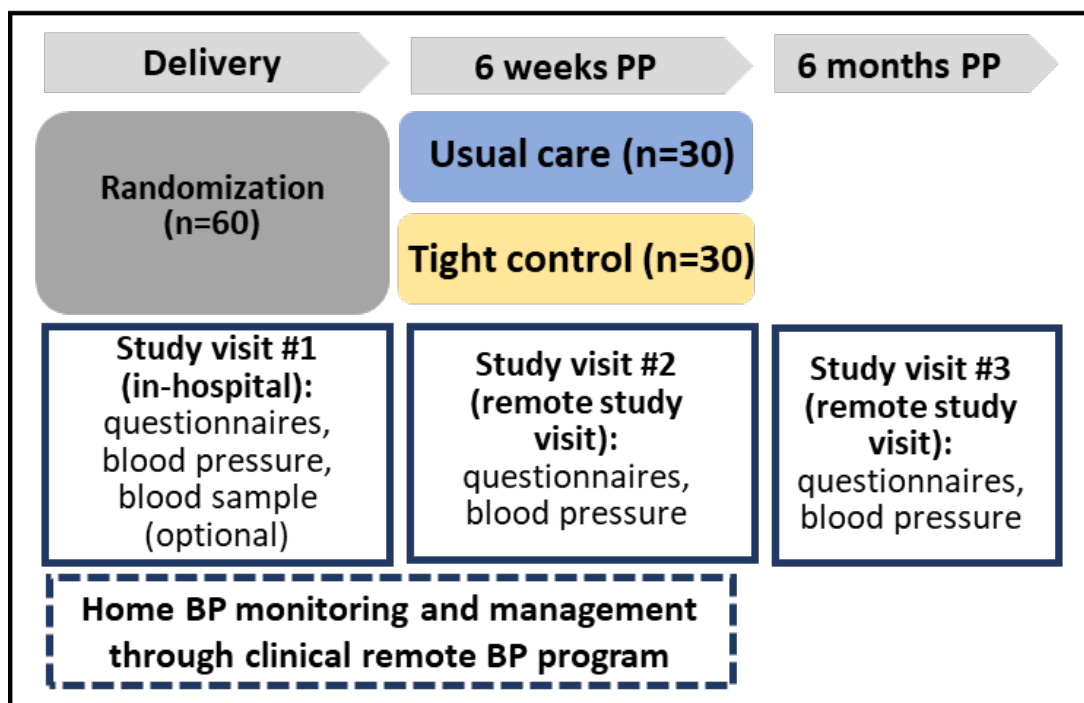 Delivery
6 weeks PP
6 months PP
Randomization
(n=60)
Usual care (n=30)
Tight control (n=30)
Study visit #1
(in-hospital):
questionnaires,
blood pressure,
blood sample
(optional)
Study visit #2
(remote study
visit):
questionnaires,
blood pressure
Study visit #3
(remote study
visit):
questionnaires,
blood pressure
Home BP monitoring and management
through clinical remote BP program